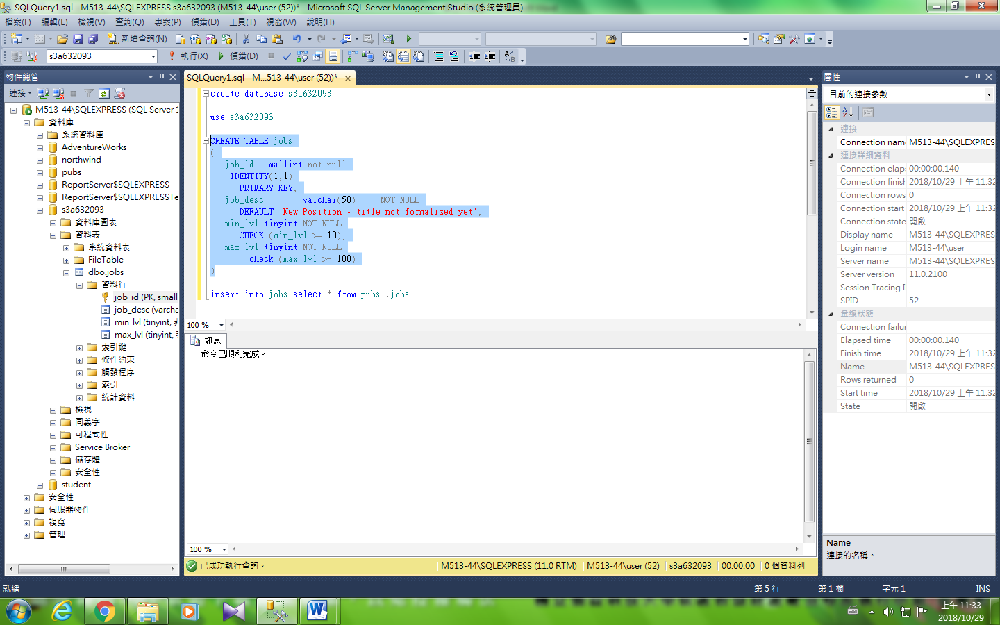 SQLQuery1.sql - M513-44\SQLEXPRESS.s3a632093 (M513-44\user (52))* - Microsoft SQL Server Management Studio (系統管理員)
檔案(F) 編輯(E) 檢視(V) 查詢(Q) 專案(P) 偵錯(D) 工具(T) 視窗(W) 說明(H)
新增查詢(N)
s3a632093 執行(X) 偵錯(D)
物件總管
連接
M513-44\SQLEXPRESS (SQL Server 1
資料庫
系統資料庫
AdventureWorks
northwind
pubs
ReportServer$SQLEXPRESS
ReportServer$SQLEXPRESSTe
s3a632093
資料庫圖表
資料表
系統資料表
FileTable
dbo.jobs
資料行
job_id (PK, small
job_desc (varcha
min_lvl (tinyint,
max_lvl (tinyint,
索引鍵
條件約束
觸發程序
索引
統計資料
檢視
同義字
可程式性
Service Broker
儲存體
安全性
student
安全性
伺服器物件
複寫
管理
SQLQuery1.sql - M...513-44\user (52))*
create database s3a632093
use s3a632093
CREATE TABLE jobs
(
job_id smallint not null
IDENTITY(1,1)
PRIMARY KEY,
job_desc varchar(50) NOT NULL
DEFAULT 'New Position - title not formalized yet',
min_lvl tinyint NOT NULL
CHECK (min_lvl >= 10),
max_lvl tinyint NOT NULL
check (max_lvl >= 100)
)
insert into jobs select * from pubs..jobs
100 %
訊息
命令已順利完成。
100 %
已成功執行查詢。 M513-44\SQLEXPRESS (11.0 RTM) M513-44\user (52) s3a632093 00:00:00 0 個資料列
屬性
目前的連接參數
連接
Connection nam M513-44\SQLEXPRES
連接詳細資料
Connection elap 00:00:00.140
Connection finish 2018/10/29 上午 11:32
Connection rows 0
Connection start 2018/10/29 上午 11:32
Connection state 開啟
Display name M513-44\SQLEXPRES
Login name M513-44\user
Server name M513-44\SQLEXPRES
Server version 11.0.2100
Session Tracing I
SPID 52
彙總狀態
Connection failur
Elapsed time 00:00:00.140
Finish time 2018/10/29 上午 11:32
Name M513-44\SQLEXPRES
Rows returned 0
Start time 2018/10/29 上午 11:32
State 開啟
Name
連接的名稱。
就緒 第 5 行 第 1 欄 字元 1 INS
上午 11:33
2018/10/29